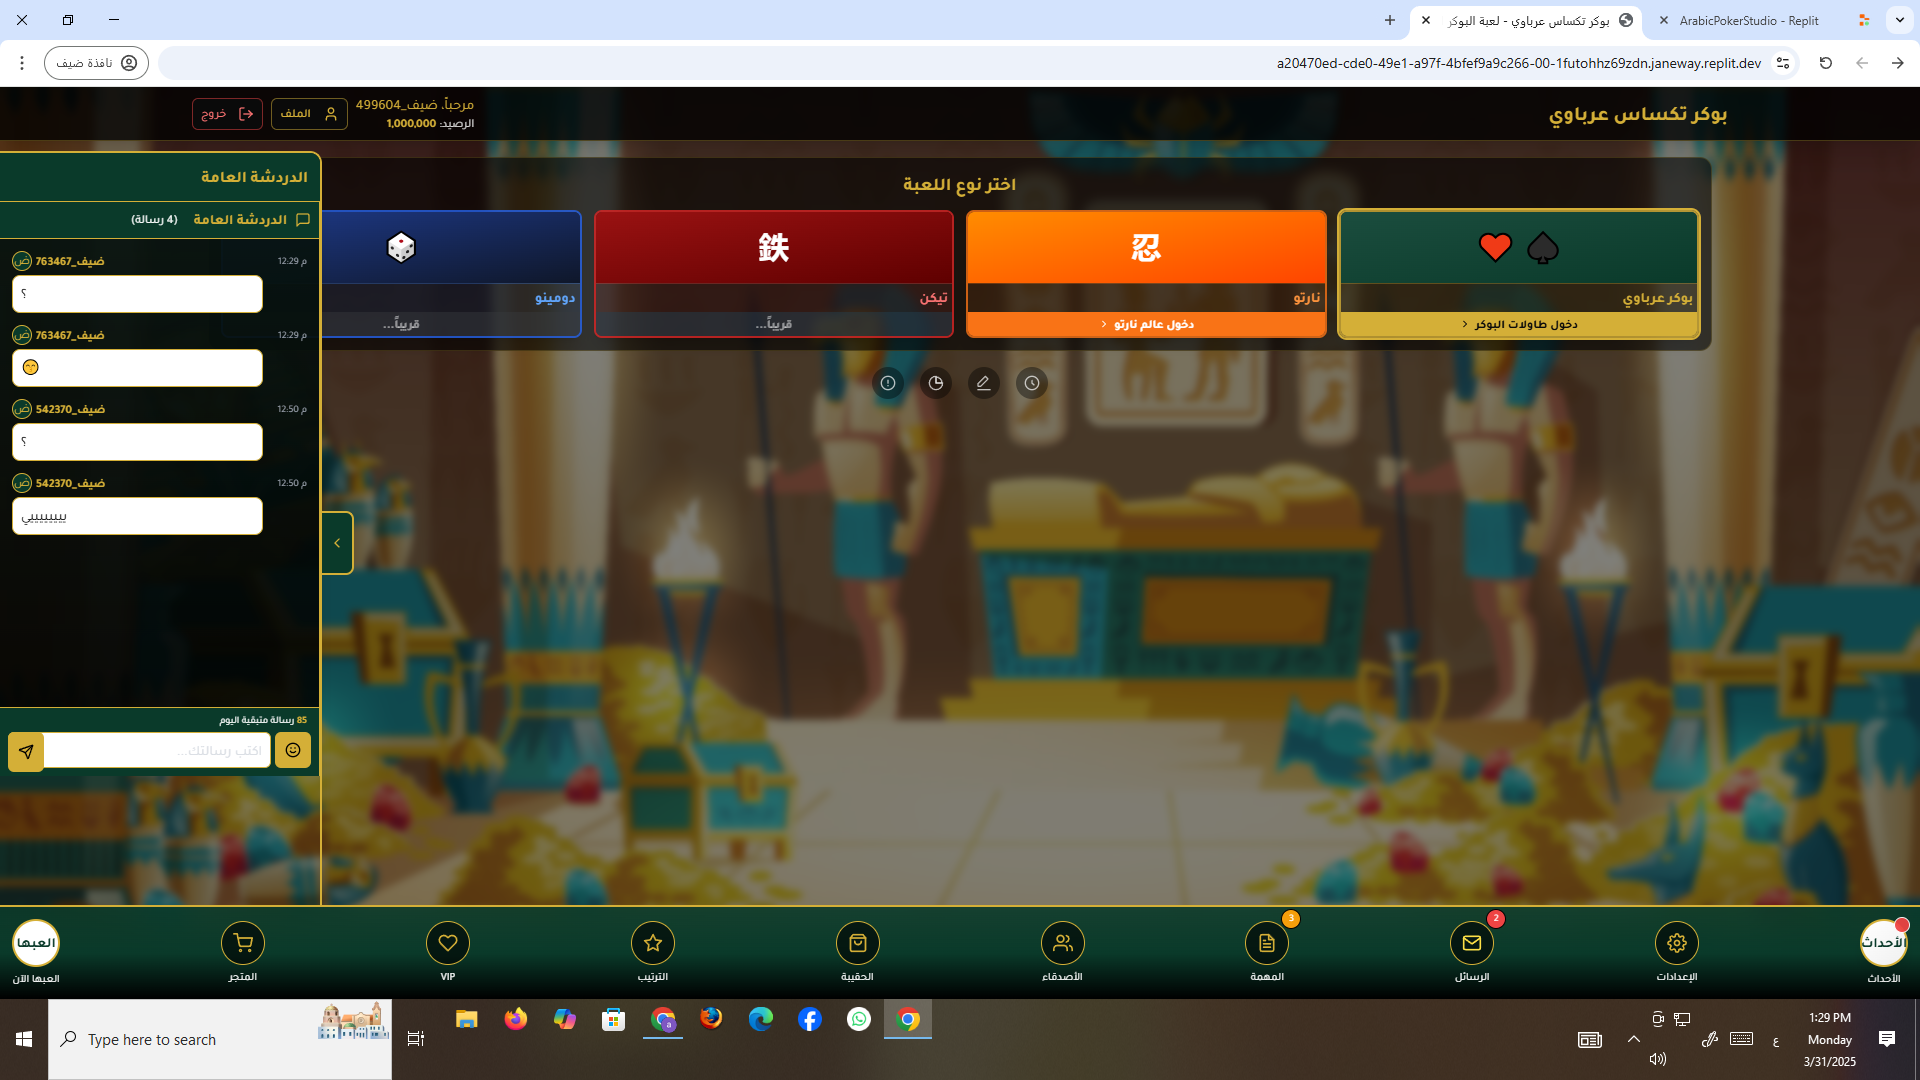 ArabicPokerStudio - Replit
بوكر تكساس عرباوي - لعبة البوكر
a20470ed-cde0-49e1-a97f-4bfef9a9c266-00-1futohhz69zdn.janeway.replit.dev
نافذة ضيف
بوكر تكساس عرباوي
مرحباً، ضيف_499604
الرصيد: 1,000,000
الملف
خروج
اختر نوع اللعبة
بوكر عرباوي
دخول طاولات البوكر
忍
نارتو
دخول عالم نارتو
鉄
تيكن
قريباً...
دومينو
قريباً...
الدردشة العامة
الدردشة العامة (4 رسالة)
ضيف_763467 12:29 م
؟
ضيف_763467 12:29 م
ضيف_542370 12:50 م
؟
ضيف_542370 12:50 م
بييييييي
85 رسالة متبقية اليوم
اكتب رسالتك...
الأحداث
الأحداث
الإعدادات
2
الرسائل
3
المهمة
الأصدقاء
الحقيبة
الترتيب
VIP
المتجر
العبها
العبها الآن
Type here to search
ع
1:29 PM
Monday
3/31/2025